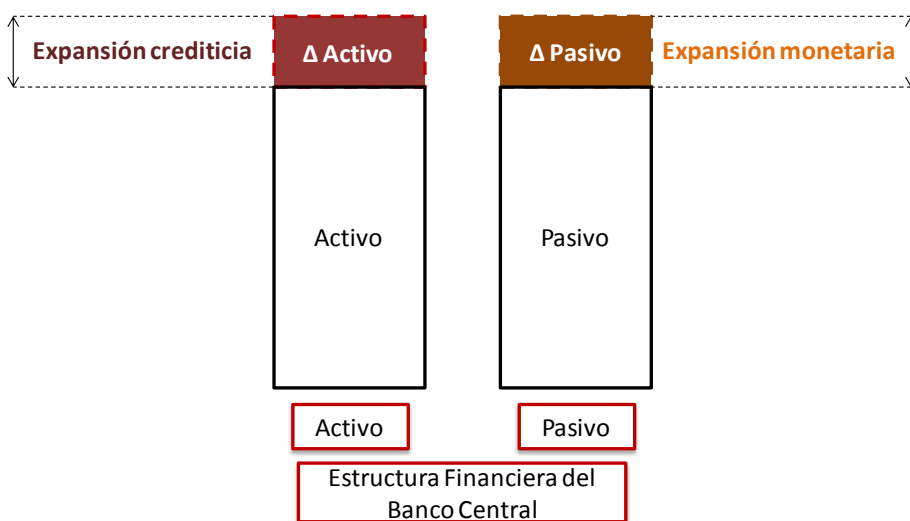 Expansión crediticia
Δ Activo
Δ Pasivo
Expansión monetaria
Activo
Pasivo
Activo
Pasivo
Estructura Financiera del
Banco Central